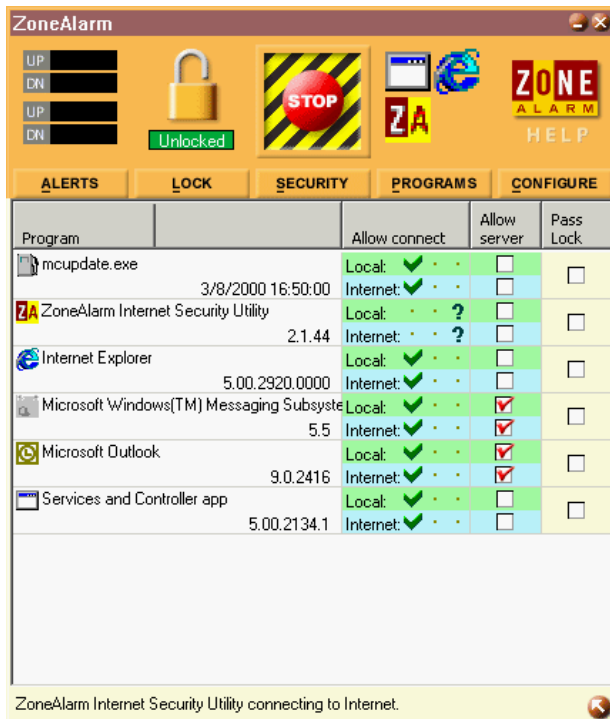 ZoneAlarm
UP
DN
UP
DN
Unlocked
STOP
ZA
ZONE
ALARM
HELP
ALERTS LOCK SECURITY PROGRAMS CONFIGURE
Program Allow connect Allow server Pass Lock
mcupdate.exe Local:
3/8/2000 16:50:00 Internet:
ZA ZoneAlarm Internet Security Utility Local: ?
2.1.44 Internet: ?
Internet Explorer Local:
5.00.2920.0000 Internet:
Microsoft Windows(TM) Messaging Subsyste Local:
5.5 Internet:
Microsoft Outlook Local:
9.0.2416 Internet:
Services and Controller app Local:
5.00.2134.1 Internet:
ZoneAlarm Internet Security Utility connecting to Internet.